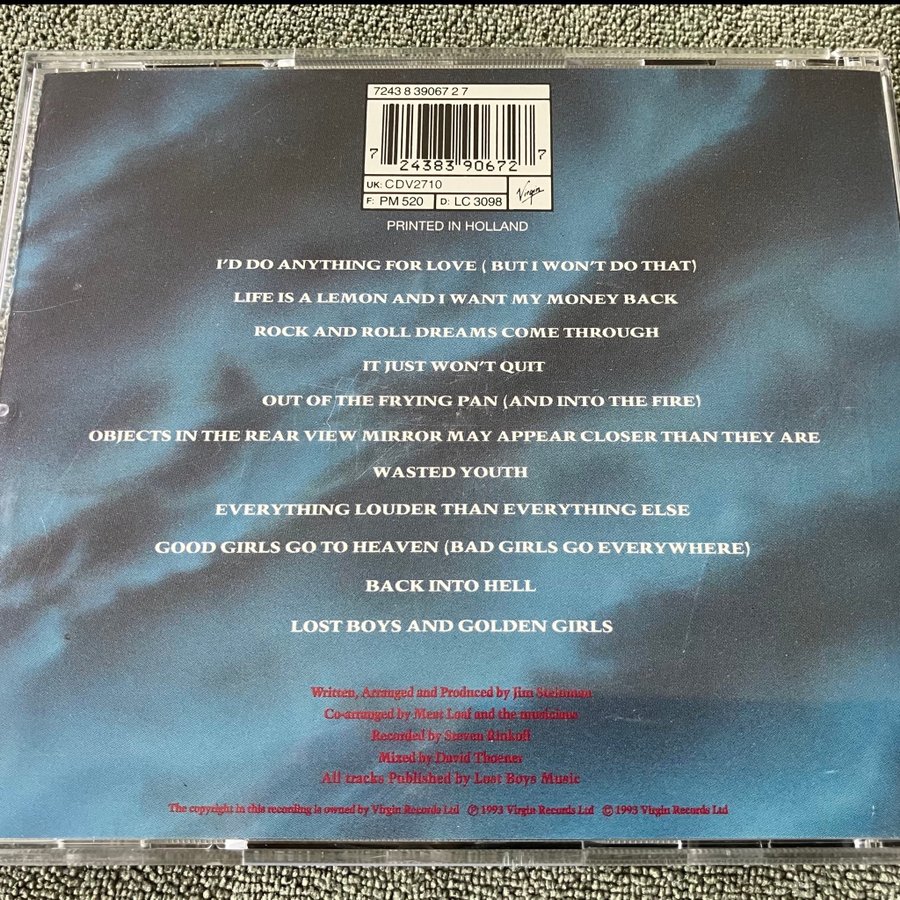 7243 8 39067 2 7
7 24383 90672 7
UK: CDV2710
F: PM 520 D: LC 3098
Virgin
PRINTED IN HOLLAND
I'D DO ANYTHING FOR LOVE ( BUT I WON'T DO THAT)
LIFE IS A LEMON AND I WANT MY MONEY BACK
ROCK AND ROLL DREAMS COME THROUGH
IT JUST WON'T QUIT
OUT OF THE FRYING PAN (AND INTO THE FIRE)
OBJECTS IN THE REAR VIEW MIRROR MAY APPEAR CLOSER THAN THEY ARE
WASTED YOUTH
EVERYTHING LOUDER THAN EVERYTHING ELSE
GOOD GIRLS GO TO HEAVEN (BAD GIRLS GO EVERYWHERE)
BACK INTO HELL
LOST BOYS AND GOLDEN GIRLS
Written, Arranged and Produced by Jim Steinman
Co-arranged by Meat Loaf and the musicians
Recorded by Steven Rinkoff
Mixed by David Thoener
All tracks Published by Lost Boys Music
The copyright in this recording is owned by Virgin Records Ltd ℗ 1993 Virgin Records Ltd © 1993 Virgin Records Ltd